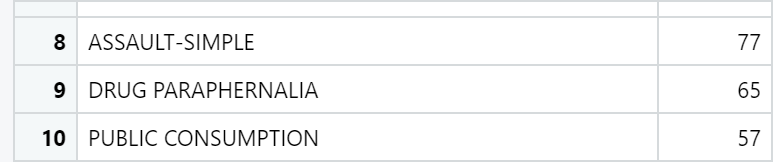 8 ASSAULT-SIMPLE 77
9 DRUG PARAPHERNALIA 65
10 PUBLIC CONSUMPTION 57